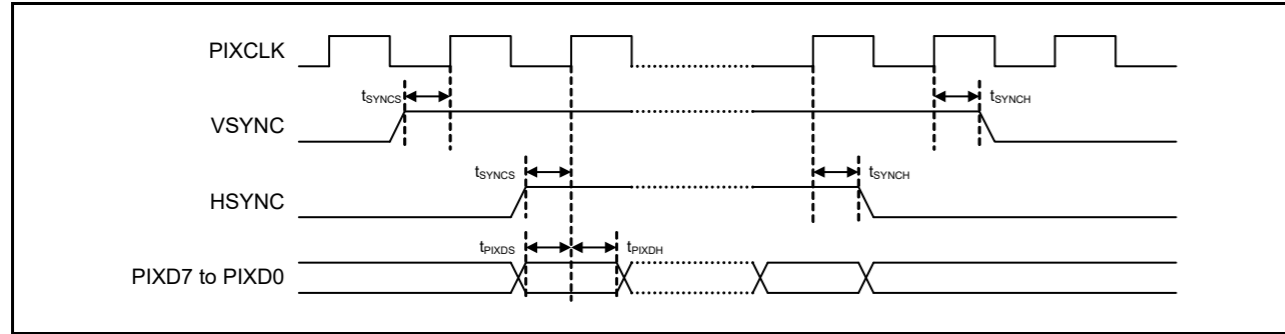 PIXCLK
tSYNCS
tSYNCH
VSYNC
tSYNCS
tSYNCH
HSYNC
tPIXDS
tPIXDH
PIXD7 to PIXD0